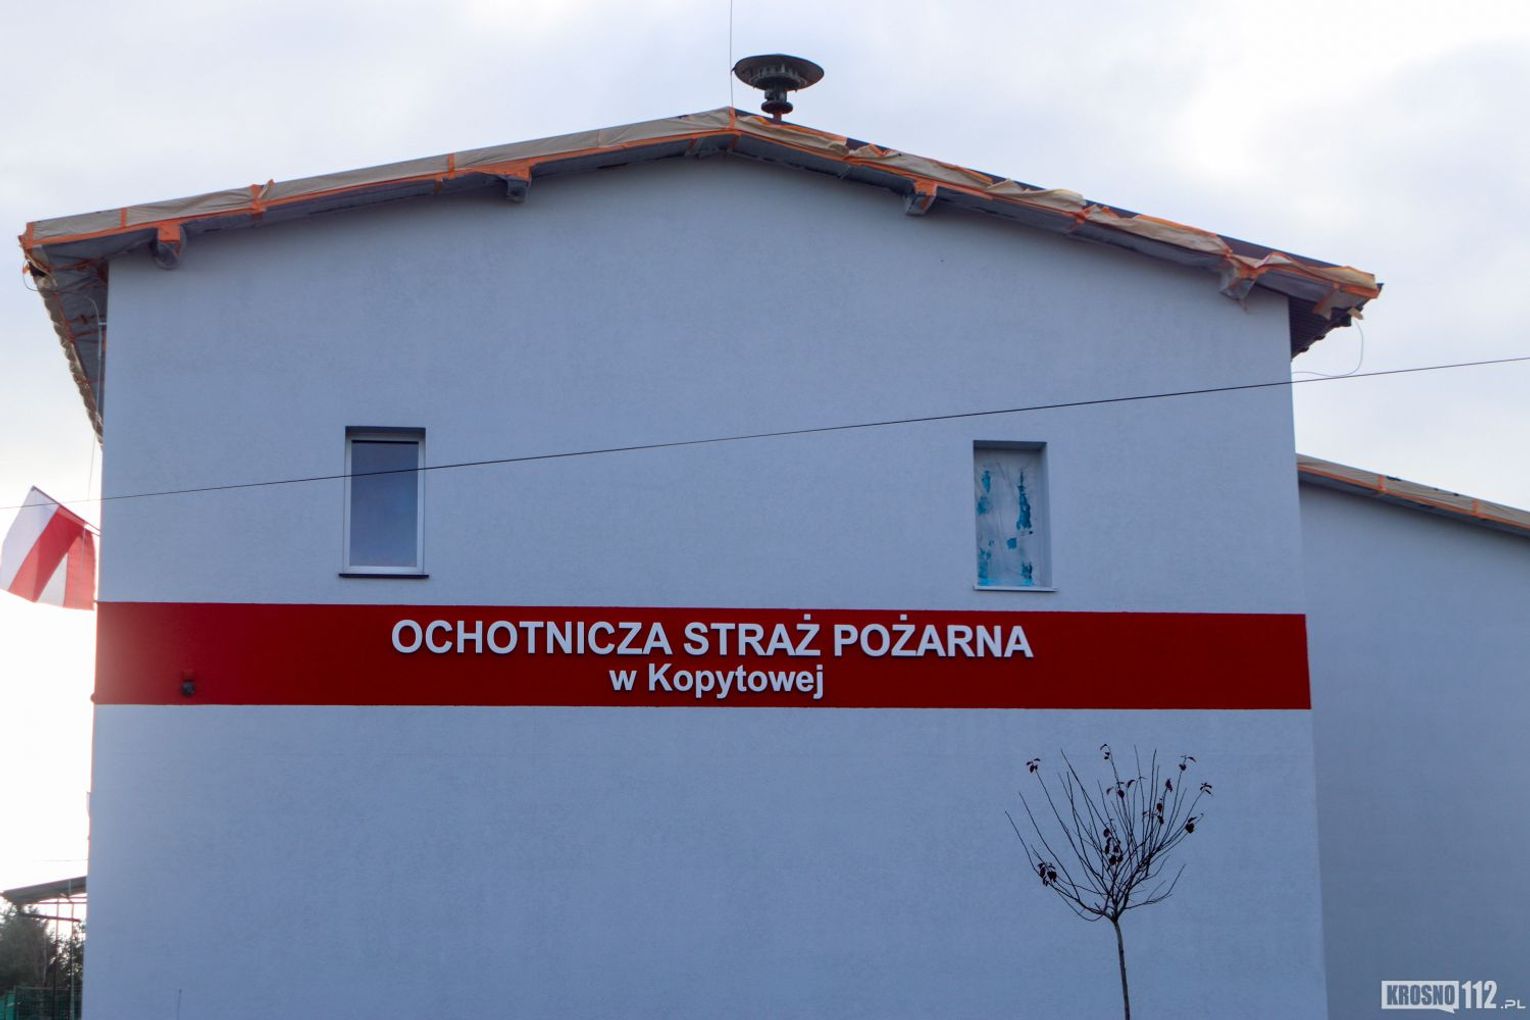 OCHOTNICZA STRAŻ POŻARNA
w Kopytowej
KROSNO112.PL